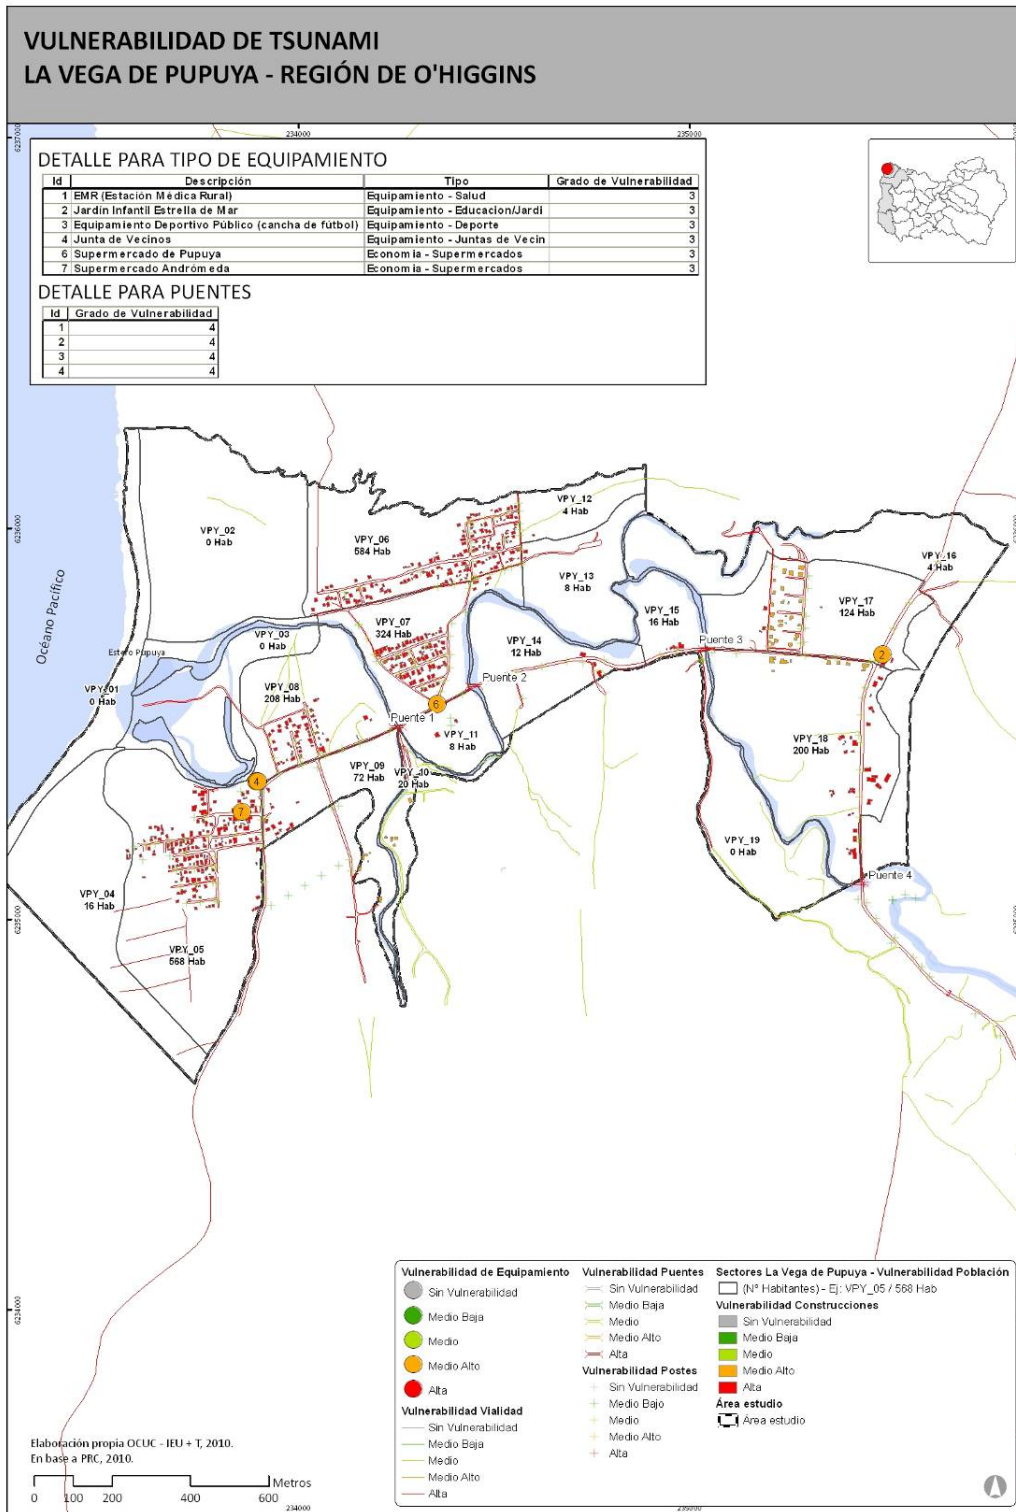 VULNERABILIDAD DE TSUNAMI
LA VEGA DE PUPUYA - REGIÓN DE O'HIGGINS
234000
235000
6237000
DETALLE PARA TIPO DE EQUIPAMIENTO
Id Descripción Tipo Grado de Vulnerabilidad
1 EMR (Estación Médica Rural) Equipamiento - Salud 3
2 Jardín Infantil Estrella de Mar Equipamiento - Educacion/Jardi 3
3 Equipamiento Deportivo Público (cancha de fútbol) Equipamiento - Deporte 3
4 Junta de Vecinos Equipamiento - Juntas de Vecin 3
6 Supermercado de Pupuya Economia - Supermercados 3
7 Supermercado Andrómeda Economia - Supermercados 3
DETALLE PARA PUENTES
Id Grado de Vulnerabilidad
1 4
2 4
3 4
4 4
VPY_12
4 Hab
VPY_02
0 Hab
6236000
VPY_06
584 Hab
VPY_16
4 Hab
VPY_13
8 Hab
VPY_17
124 Hab
Océano Pacífico
VPY_15
16 Hab
VPY_07
324 Hab
VPY_03
0 Hab
VPY_14
12 Hab
Puente 3
Estero Pupuya
2
VPY_01
0 Hab
VPY_08
208 Hab
Puente 2
6
Puente 1
VPY_11
8 Hab
VPY_18
200 Hab
VPY_09
72 Hab
VPY_10
20 Hab
4
7
VPY_19
0 Hab
Puente 4
VPY_04
16 Hab
6235000
VPY_05
568 Hab
6234000
Vulnerabilidad de Equipamiento
Sin Vulnerabilidad
Medio Baja
Medio
Medio Alto
Alta
Vulnerabilidad Vialidad
Sin Vulnerabilidad
Medio Baja
Medio
Medio Alto
Alta
Vulnerabilidad Puentes
Sin Vulnerabilidad
Medio Baja
Medio
Medio Alto
Alta
Vulnerabilidad Postes
Sin Vulnerabilidad
Medio Bajo
Medio
Medio Alto
Alta
Sectores La Vega de Pupuya - Vulnerabilidad Población
(N° Habitantes) - Ej: VPY_05 / 568 Hab
Vulnerabilidad Construcciones
Sin Vulnerabilidad
Medio Baja
Medio
Medio Alto
Alta
Área estudio
Área estudio
Elaboración propia OCUC - IEU + T, 2010.
En base a PRC, 2010.
Metros
0 100 200 400 600
234000